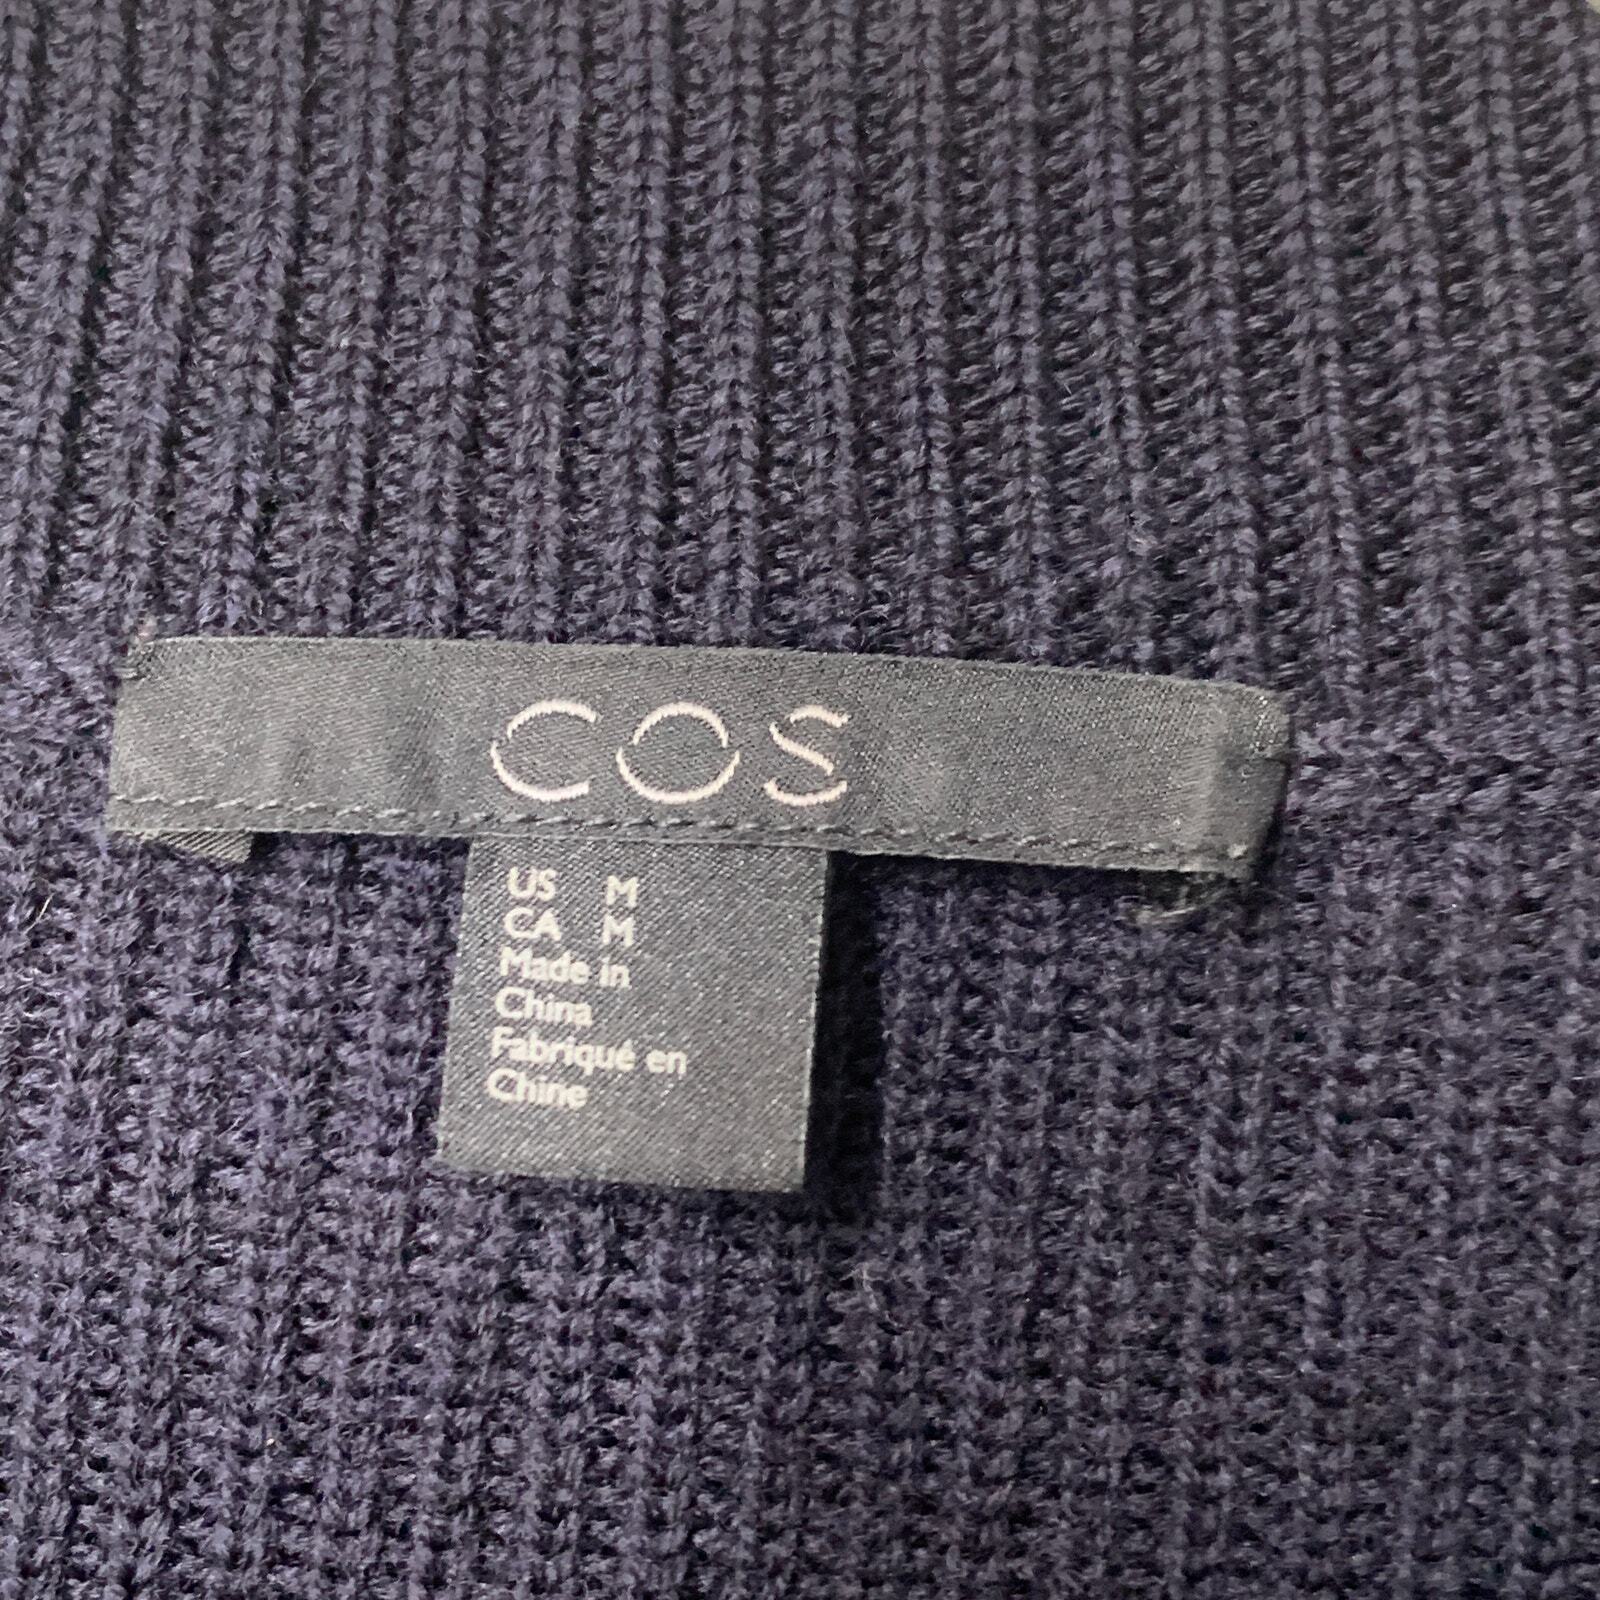 COS
US M
CA M
Made in
China
Fabriqué en
Chine